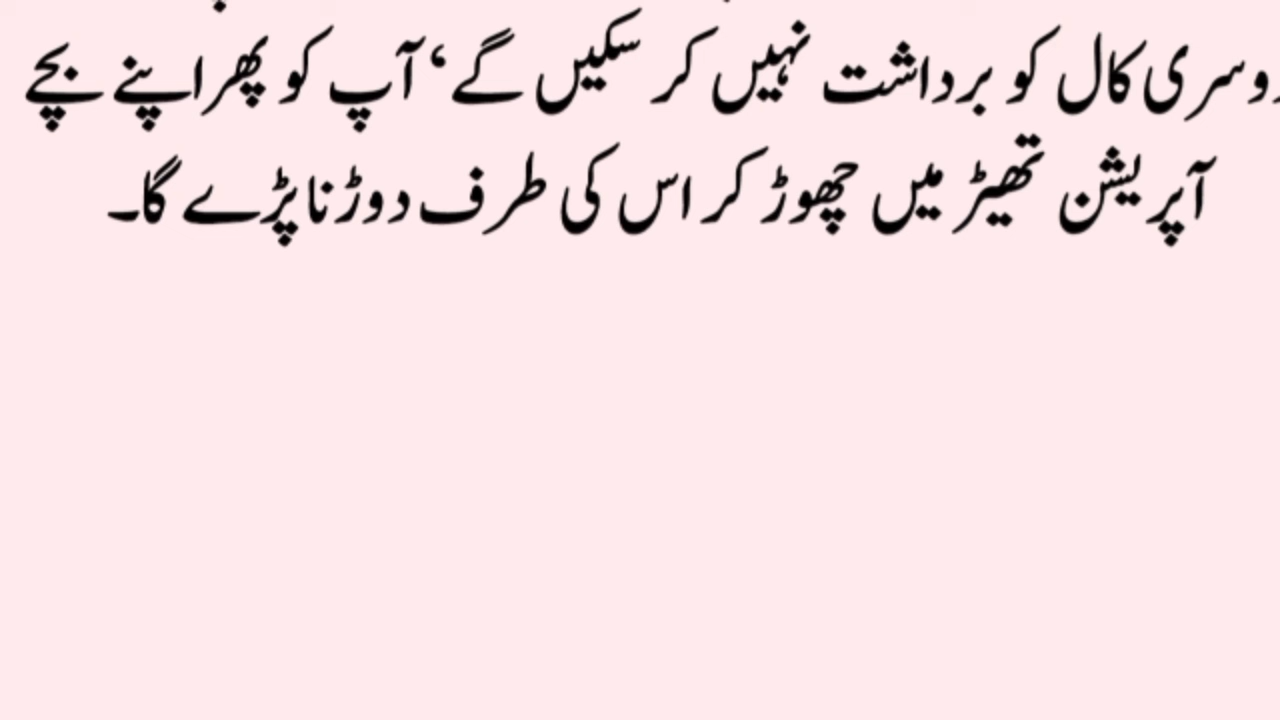 دوسری کال کو برداشت نہیں کر سکیں گے‘ آپ کو پھر اپنے بچے
آپریشن تھیٹر میں چھوڑ کر اس کی طرف دوڑنا پڑے گا۔